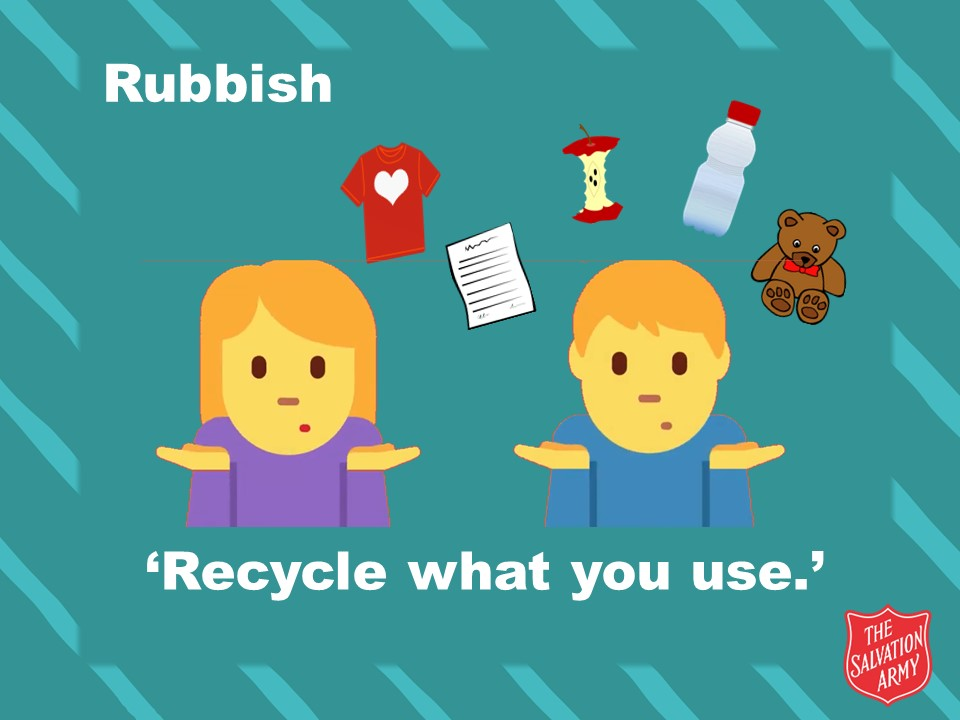 Rubbish
‘Recycle what you use.’
THE
SALVATION
ARMY